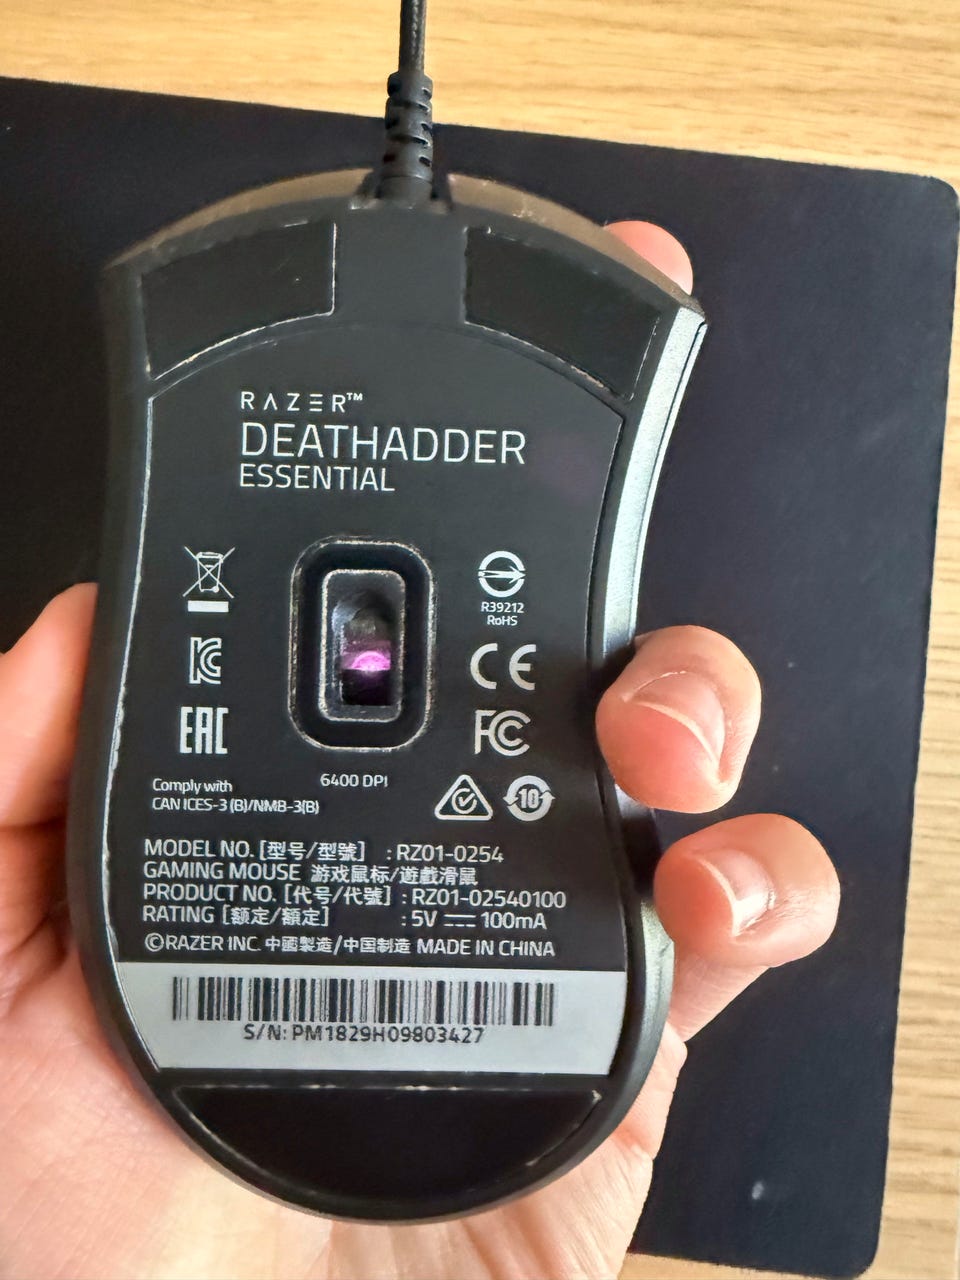 RAZER™
DEATHADDER
ESSENTIAL
R39212
RoHS
CE
FC
EAC
10
6400 DPI
Comply with
CAN ICES-3 (B)/NMB-3(B)
MODEL NO. [型号/型號] : RZ01-0254
GAMING MOUSE 游戏鼠标/遊戲滑鼠
PRODUCT NO. [代号/代號] : RZ01-02540100
RATING [额定/額定] : 5V ⎓ 100mA
©RAZER INC. 中國製造/中国制造 MADE IN CHINA
S/N: PM1829H09803427